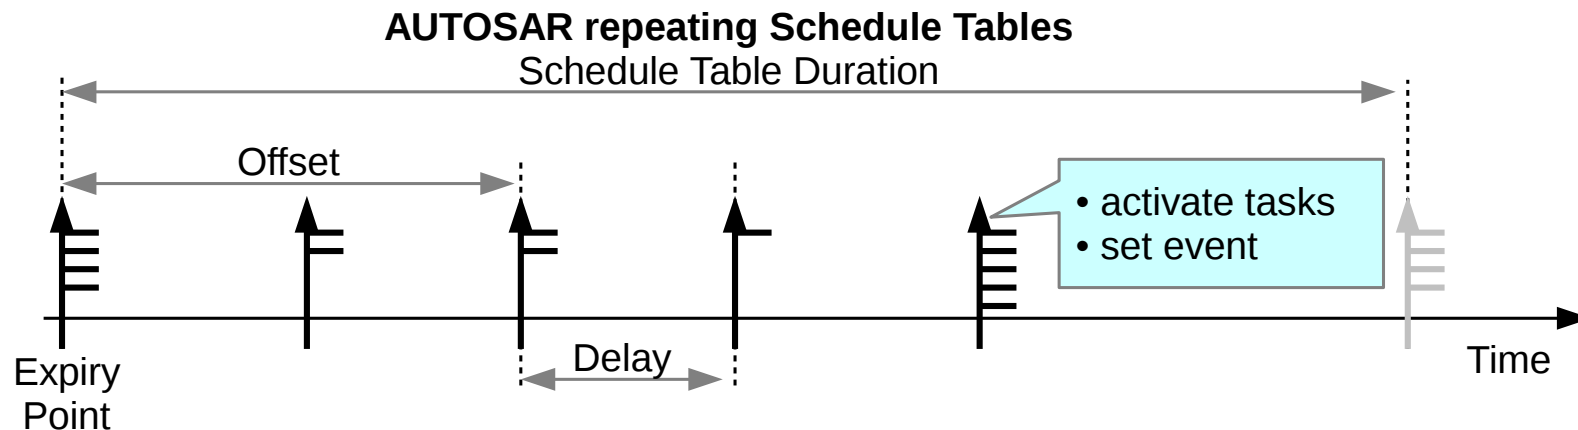 AUTOSAR repeating Schedule Tables
Schedule Table Duration
Offset
• activate tasks
• set event
Delay
Expiry
Point
Time